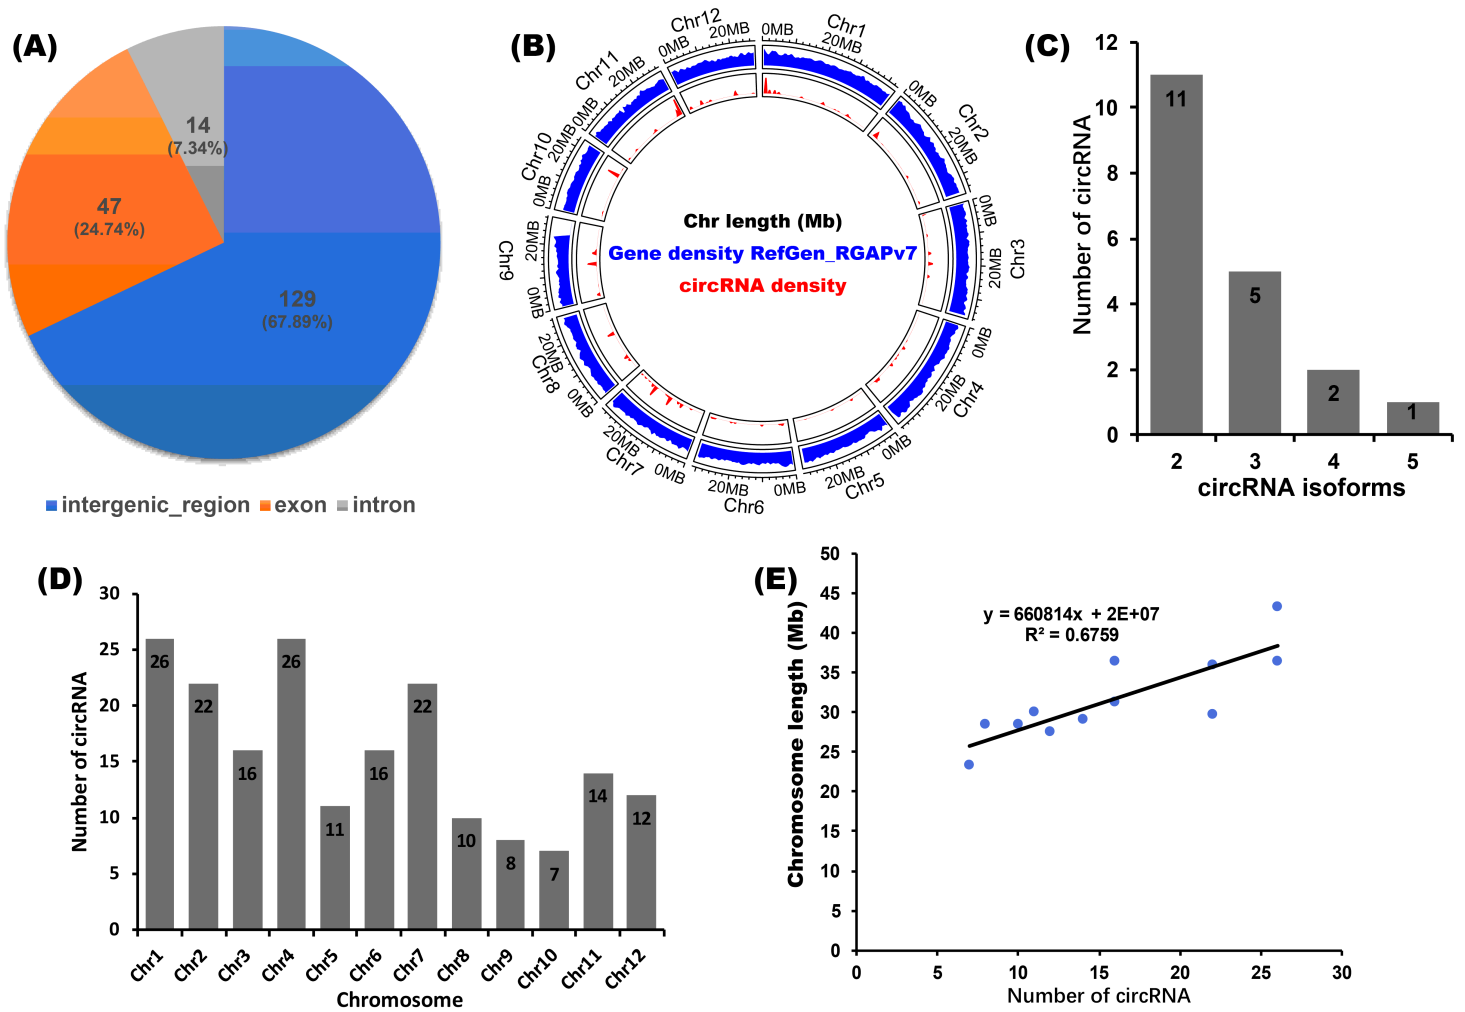 (A)
14
(7.34%)
47
(24.74%)
129
(67.89%)
intergenic_region exon intron
(B)
Chr1
0MB
20MB
Chr2
0MB
20MB
Chr3
0MB
20MB
Chr4
0MB
20MB
Chr5
0MB
20MB
Chr6
0MB
20MB
Chr7
0MB
20MB
Chr8
0MB
20MB
Chr9
0MB
20MB
Chr10
0MB
20MB
Chr11
0MB
20MB
Chr12
0MB
20MB
Chr length (Mb)
Gene density RefGen_RGAPv7
circRNA density
(C)
Number of circRNA
12
10
8
6
4
2
0
11
5
2
1
2 3 4 5
circRNA isoforms
(D)
Number of circRNA
30
25
20
15
10
5
0
26
22
16
26
11
16
22
10
8
7
14
12
Chr1 Chr2 Chr3 Chr4 Chr5 Chr6 Chr7 Chr8 Chr9 Chr10 Chr11 Chr12
Chromosome
(E)
Chromosome length (Mb)
50
45
40
35
30
25
20
15
10
5
0
y = 660814x + 2E+07
R² = 0.6759
0 5 10 15 20 25 30
Number of circRNA